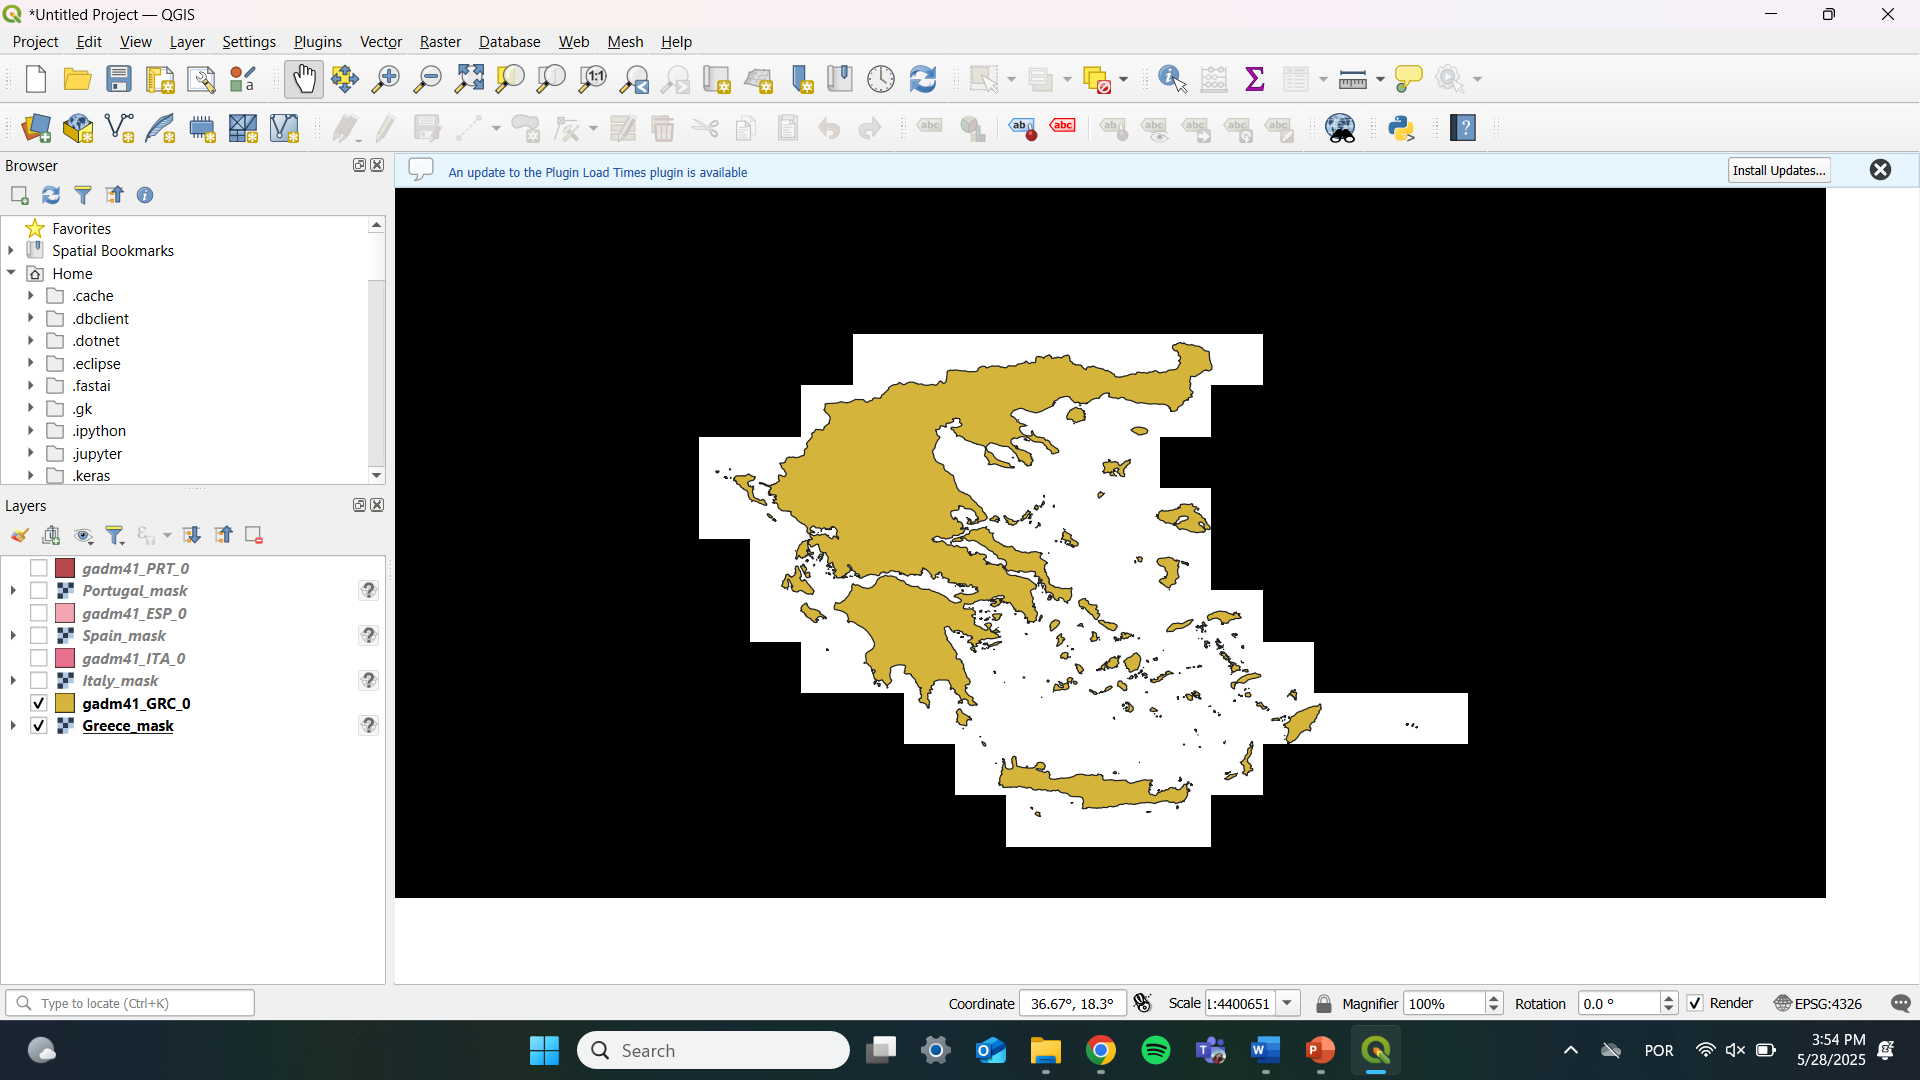 *Untitled Project — QGIS
Project Edit View Layer Settings Plugins Vector Raster Database Web Mesh Help
Browser
An update to the Plugin Load Times plugin is available
Install Updates...
Favorites
Spatial Bookmarks
Home
.cache
.dbclient
.dotnet
.eclipse
.fastai
.gk
.ipython
.jupyter
.keras
Layers
gadm41_PRT_0
Portugal_mask
gadm41_ESP_0
Spain_mask
gadm41_ITA_0
Italy_mask
gadm41_GRC_0
Greece_mask
Type to locate (Ctrl+K)
Coordinate 36.67°, 18.3° Scale 1:4400651 Magnifier 100% Rotation 0.0 ° Render EPSG:4326
Search
POR
3:54 PM
5/28/2025